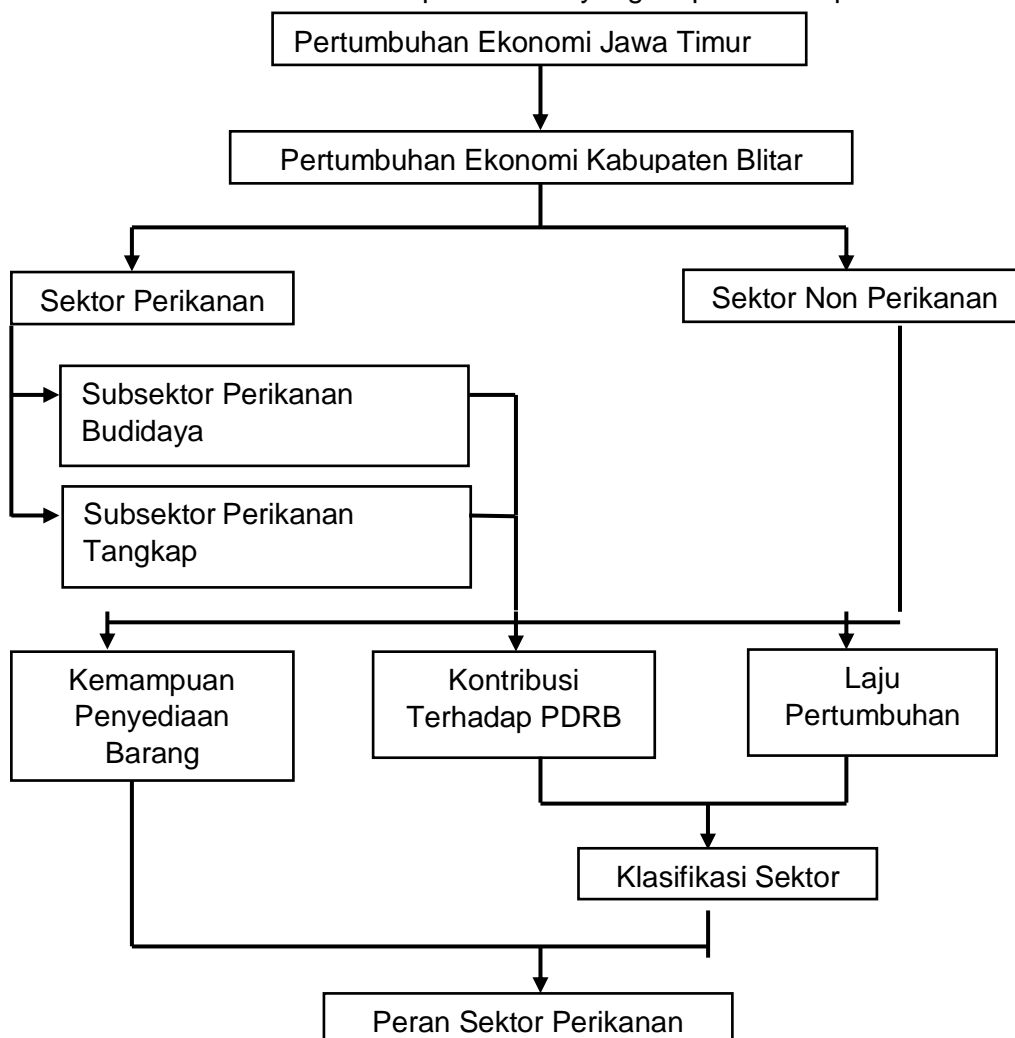 Pertumbuhan Ekonomi Jawa Timur
Pertumbuhan Ekonomi Kabupaten Blitar
Sektor Perikanan
Sektor Non Perikanan
Subsektor Perikanan
Budidaya
Subsektor Perikanan
Tangkap
Kemampuan
Penyediaan
Barang
Kontribusi
Terhadap PDRB
Laju
Pertumbuhan
Klasifikasi Sektor
Peran Sektor Perikanan